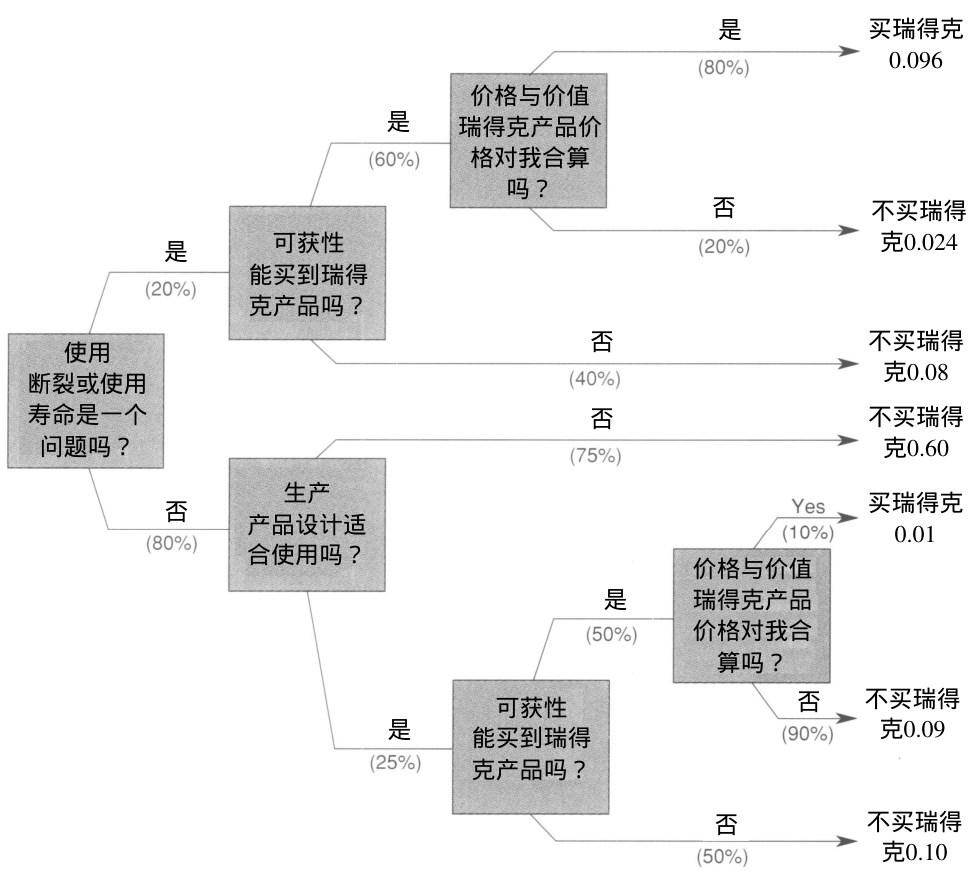 是
(80%)
买瑞得克
0.096
价格与价值
瑞得克产品价
格对我合算
吗？
是
(60%)
否
(20%)
不买瑞得
克0.024
可获性
能买到瑞得
克产品吗？
是
(20%)
否
(40%)
不买瑞得
克0.08
使用
断裂或使用
寿命是一个
问题吗？
否
(75%)
不买瑞得
克0.60
否
(80%)
生产
产品设计适
合使用吗？
Yes
(10%)
买瑞得克
0.01
价格与价值
瑞得克产品
价格对我合
算吗？
是
(50%)
否
(90%)
不买瑞得
克0.09
是
(25%)
可获性
能买到瑞得
克产品吗？
否
(50%)
不买瑞得
克0.10